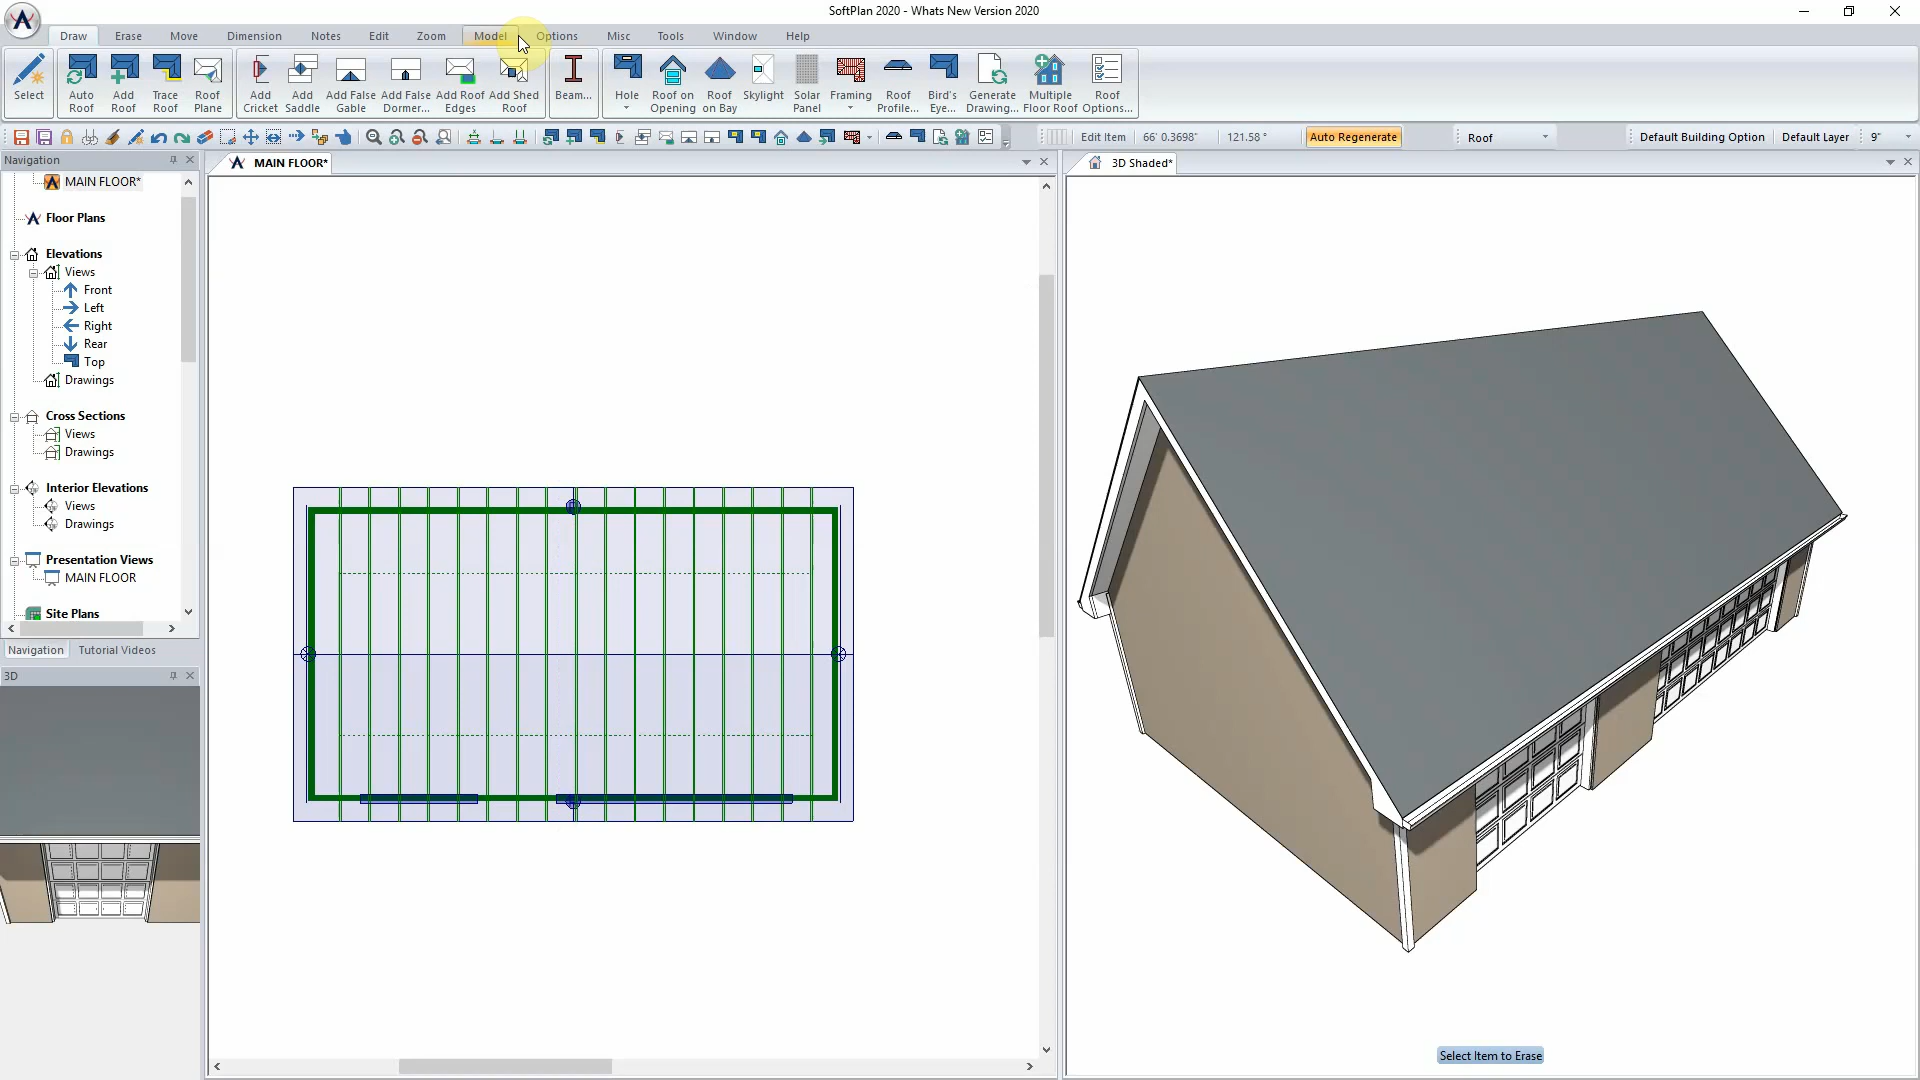 SoftPlan 2020 - Whats New Version 2020
Draw Erase Move Dimension Notes Edit Zoom Model Options Misc Tools Window Help
Select
Auto Roof
Add Roof
Trace Roof
Roof Plane
Add Cricket
Add Saddle
Add False Gable
Add False Dormer...
Add Roof Edges
Add Shed Roof
Beam...
Hole
Roof on Opening
Roof on Bay
Skylight
Solar Panel
Framing
Roof Profile...
Bird's Eye...
Generate Drawing...
Multiple Floor Roof
Roof Options...
Edit Item 66' 0.3698" 121.58 ° Auto Regenerate Roof Default Building Option Default Layer 9"
Navigation
MAIN FLOOR*
Floor Plans
Elevations
Views
Front
Left
Right
Rear
Top
Drawings
Cross Sections
Views
Drawings
Interior Elevations
Views
Drawings
Presentation Views
MAIN FLOOR
Site Plans
Navigation Tutorial Videos
3D
MAIN FLOOR*
3D Shaded*
Select Item to Erase